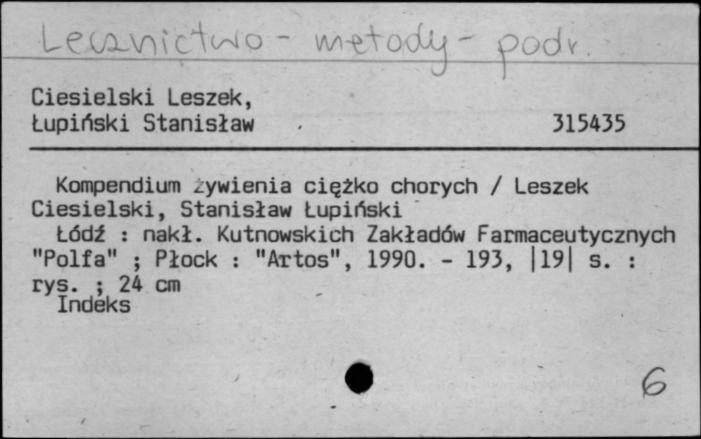 Lecznictwo - metody - podr.
Ciesielski Leszek,
Łupiński Stanisław 315435
Kompendium żywienia ciężko chorych / Leszek
Ciesielski, Stanisław Łupiński
Łódź : nakł. Kutnowskich Zakładów Farmaceutycznych
"Polfa" ; Płock : "Artos", 1990. - 193, |19| s. :
rys. ; 24 cm
Indeks
6